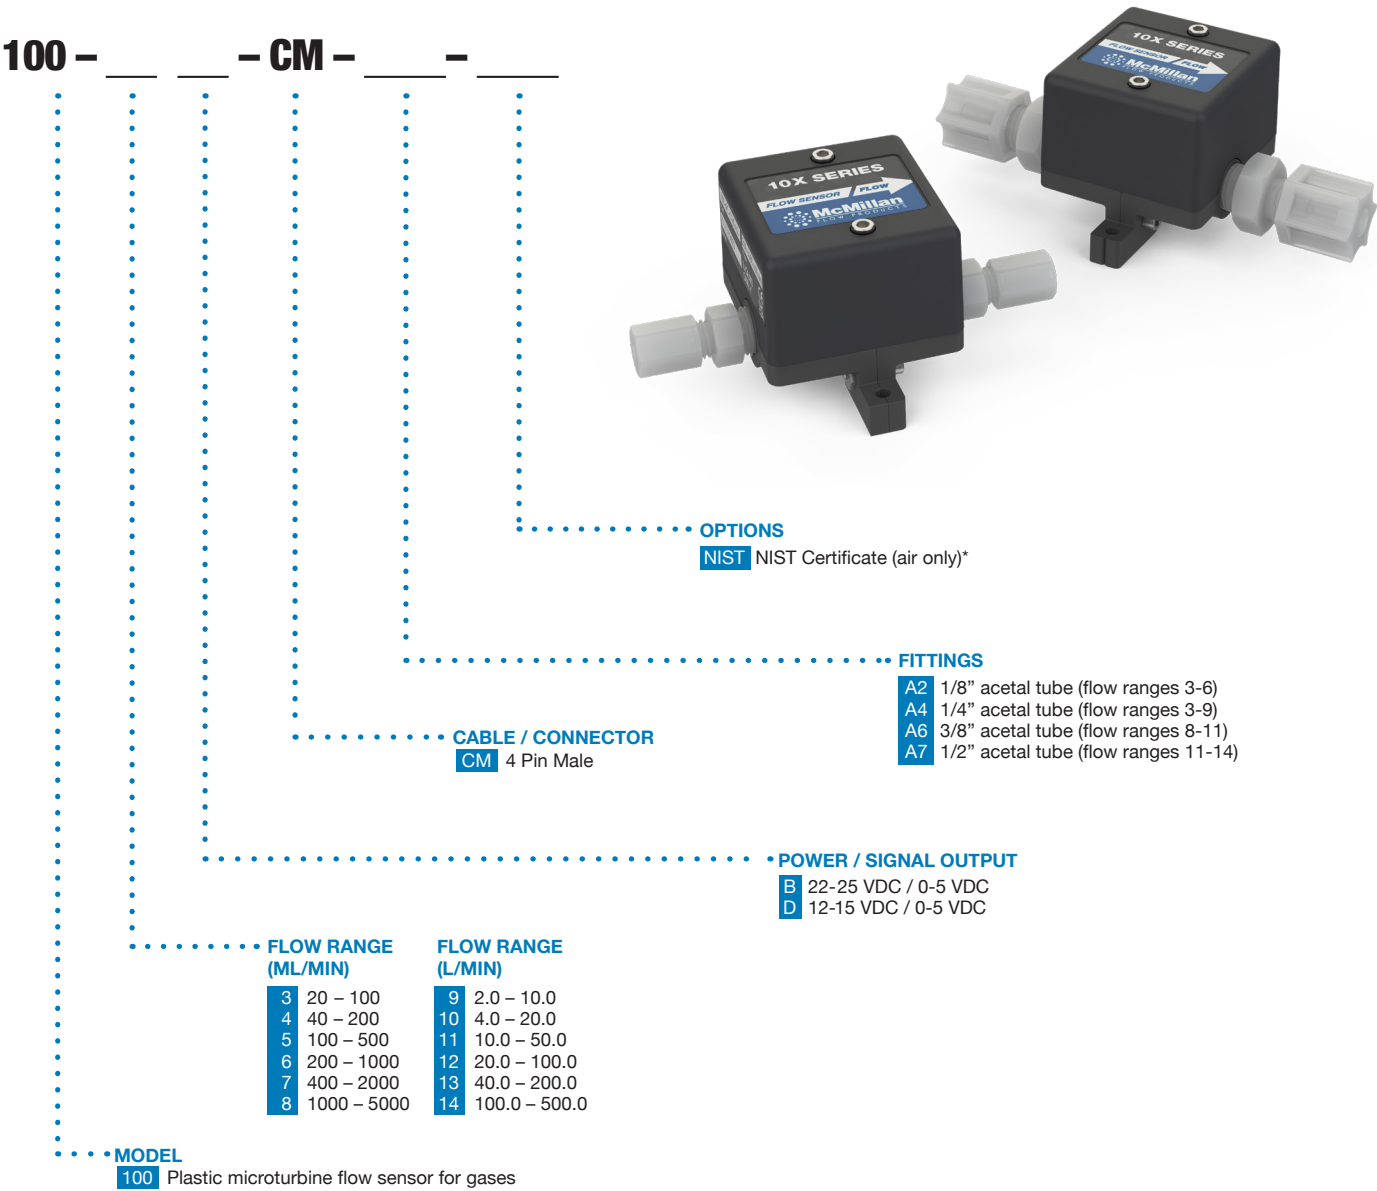 100 – ___ ___ – CM – ____ – ____
10X SERIES
FLOW SENSOR / FLOW
McMillan
FLOW PRODUCTS
10X SERIES
FLOW SENSOR / FLOW
McMillan
FLOW PRODUCTS
OPTIONS
NIST NIST Certificate (air only)*
FITTINGS
A2 1/8” acetal tube (flow ranges 3-6)
A4 1/4” acetal tube (flow ranges 3-9)
A6 3/8” acetal tube (flow ranges 8-11)
A7 1/2” acetal tube (flow ranges 11-14)
CABLE / CONNECTOR
CM 4 Pin Male
POWER / SIGNAL OUTPUT
B 22-25 VDC / 0-5 VDC
D 12-15 VDC / 0-5 VDC
FLOW RANGE
(ML/MIN)
3 20 – 100
4 40 – 200
5 100 – 500
6 200 – 1000
7 400 – 2000
8 1000 – 5000
FLOW RANGE
(L/MIN)
9 2.0 – 10.0
10 4.0 – 20.0
11 10.0 – 50.0
12 20.0 – 100.0
13 40.0 – 200.0
14 100.0 – 500.0
MODEL
100 Plastic microturbine flow sensor for gases